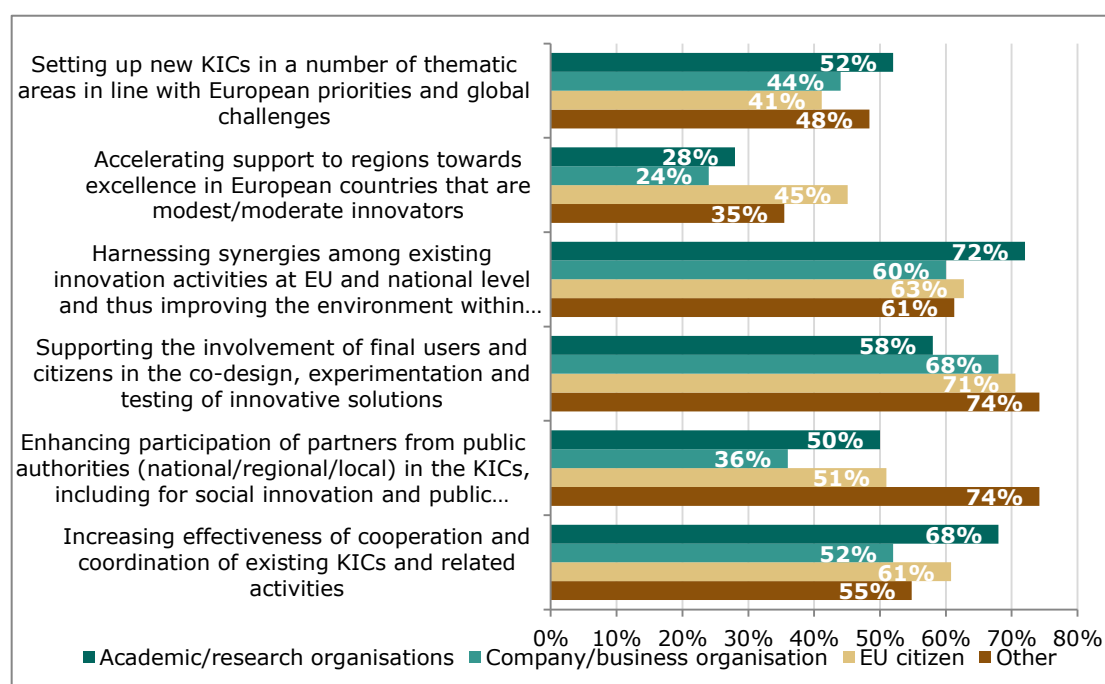 Setting up new KICs in a number of thematic
areas in line with European priorities and global
challenges
52%
44%
41%
48%
Accelerating support to regions towards
excellence in European countries that are
modest/moderate innovators
28%
24%
45%
35%
Harnessing synergies among existing
innovation activities at EU and national level
and thus improving the environment within...
72%
60%
63%
61%
Supporting the involvement of final users and
citizens in the co-design, experimentation and
testing of innovative solutions
58%
68%
71%
74%
Enhancing participation of partners from public
authorities (national/regional/local) in the KICs,
including for social innovation and public...
50%
36%
51%
74%
Increasing effectiveness of cooperation and
coordination of existing KICs and related
activities
68%
52%
61%
55%
0% 10% 20% 30% 40% 50% 60% 70% 80%
Academic/research organisations Company/business organisation EU citizen Other